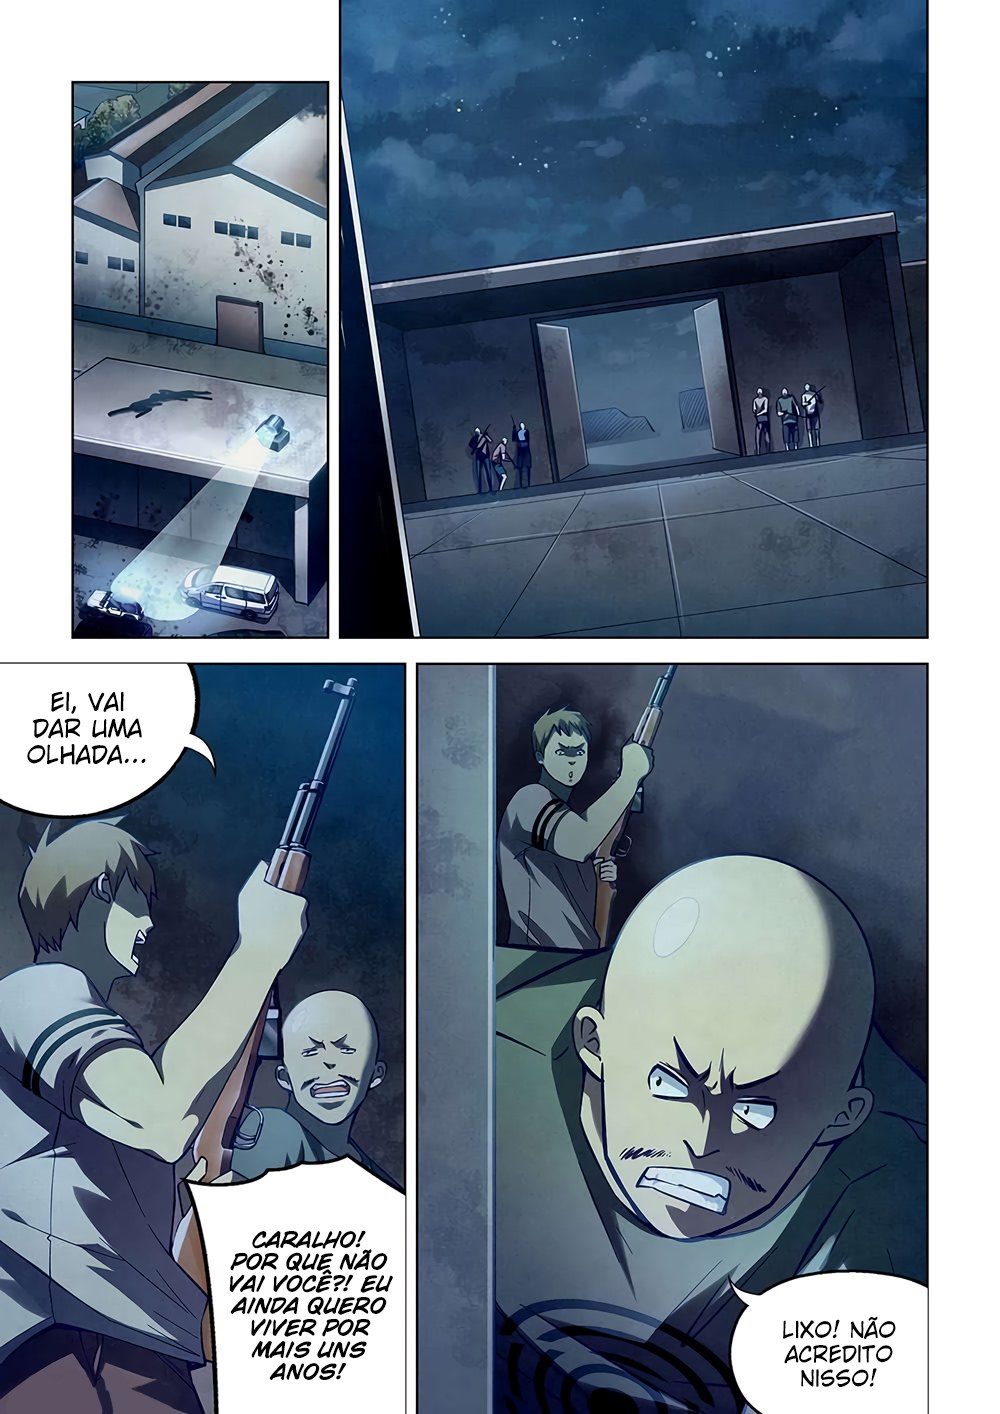 EI, VAI
DAR UMA
OLHADA...
CARALHO!
POR QUE NÃO
VAI VOCÊ?! EU
AINDA QUERO
VIVER POR
MAIS UNS
ANOS!
LIXO! NÃO
ACREDITO
NISSO!